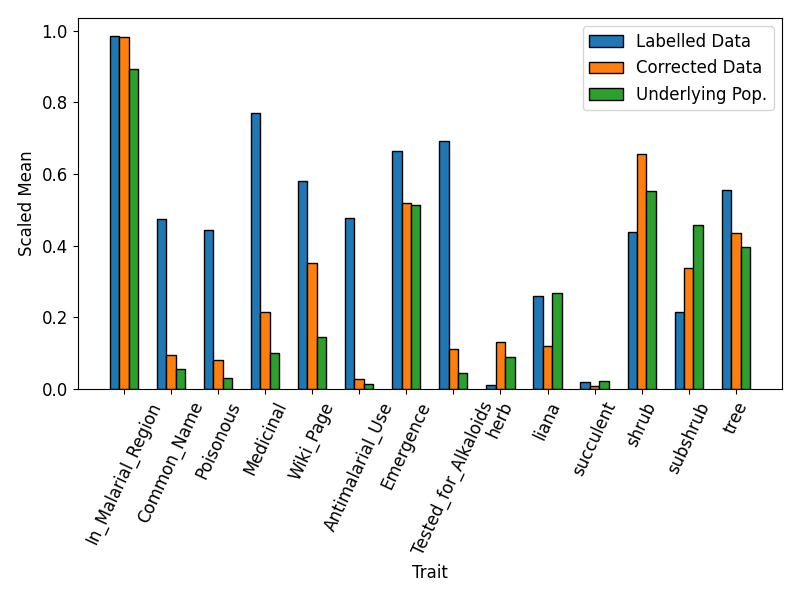 1.0
0.8
0.6
0.4
0.2
0.0
Scaled Mean
Labelled Data
Corrected Data
Underlying Pop.
In_Malarial_Region
Common_Name
Poisonous
Medicinal
Wiki_Page
Antimalarial_Use
Emergence
Tested_for_Alkaloids
herb
liana
succulent
shrub
subshrub
tree
Trait